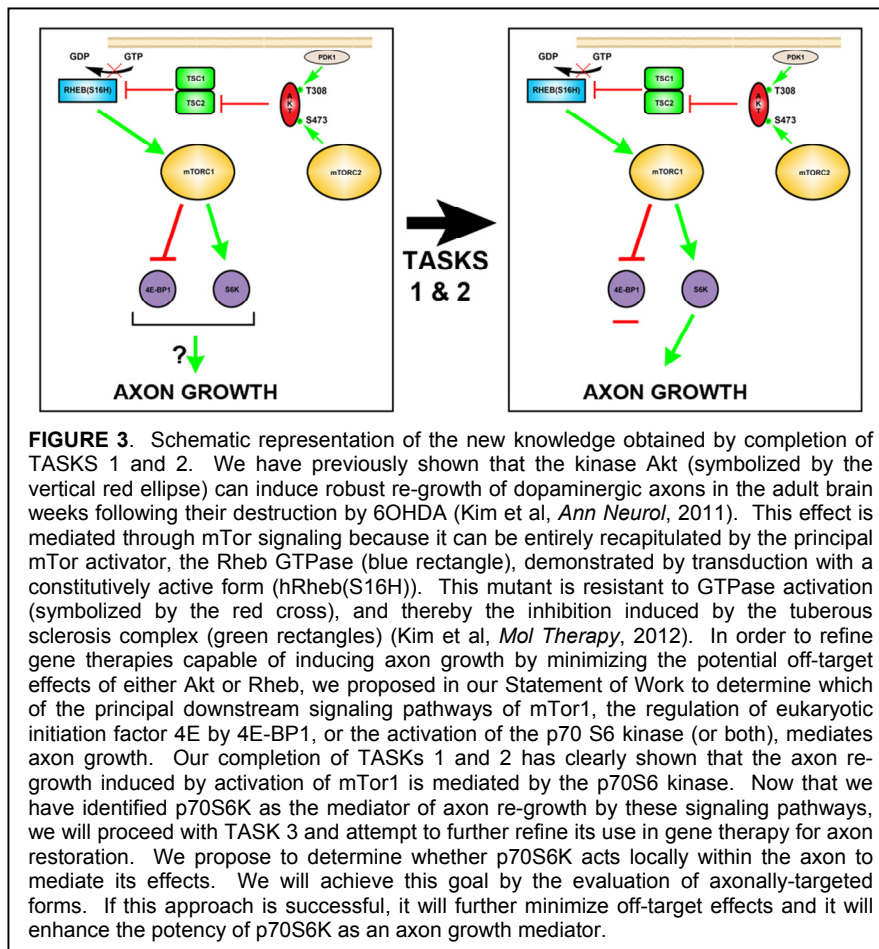 GDP GTP
RHEB(S16H)
TSC1
TSC2
PDK1
AKT
T308
S473
mTORC1
mTORC2
4E-BP1
S6K
?
AXON GROWTH
TASKS
1 & 2
GDP GTP
RHEB(S16H)
TSC1
TSC2
PDK1
AKT
T308
S473
mTORC1
mTORC2
4E-BP1
S6K
AXON GROWTH
FIGURE 3. Schematic representation of the new knowledge obtained by completion of
TASKS 1 and 2. We have previously shown that the kinase Akt (symbolized by the
vertical red ellipse) can induce robust re-growth of dopaminergic axons in the adult brain
weeks following their destruction by 6OHDA (Kim et al, Ann Neurol, 2011). This effect is
mediated through mTor signaling because it can be entirely recapitulated by the principal
mTor activator, the Rheb GTPase (blue rectangle), demonstrated by transduction with a
constitutively active form (hRheb(S16H)). This mutant is resistant to GTPase activation
(symbolized by the red cross), and thereby the inhibition induced by the tuberous
sclerosis complex (green rectangles) (Kim et al, Mol Therapy, 2012). In order to refine
gene therapies capable of inducing axon growth by minimizing the potential off-target
effects of either Akt or Rheb, we proposed in our Statement of Work to determine which
of the principal downstream signaling pathways of mTor1, the regulation of eukaryotic
initiation factor 4E by 4E-BP1, or the activation of the p70 S6 kinase (or both), mediates
axon growth. Our completion of TASKs 1 and 2 has clearly shown that the axon re-
growth induced by activation of mTor1 is mediated by the p70S6 kinase. Now that we
have identified p70S6K as the mediator of axon re-growth by these signaling pathways,
we will proceed with TASK 3 and attempt to further refine its use in gene therapy for axon
restoration. We propose to determine whether p70S6K acts locally within the axon to
mediate its effects. We will achieve this goal by the evaluation of axonally-targeted
forms. If this approach is successful, it will further minimize off-target effects and it will
enhance the potency of p70S6K as an axon growth mediator.